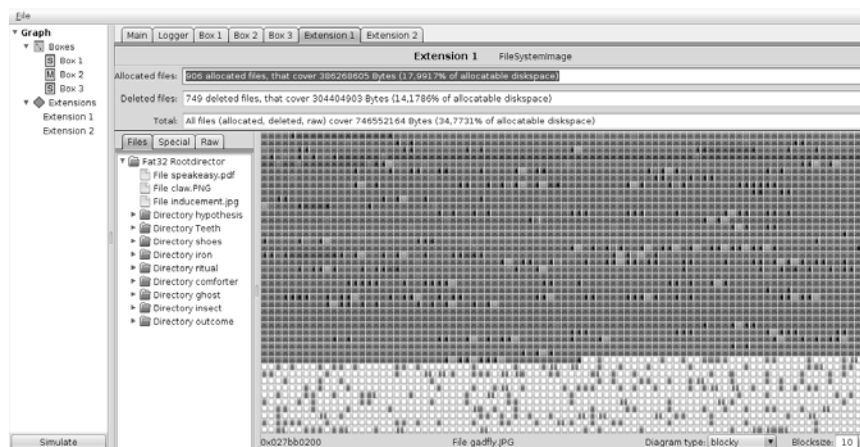 File
Graph
Boxes
S Box 1
M Box 2
S Box 3
Extensions
Extension 1
Extension 2
Simulate
Main Logger Box 1 Box 2 Box 3 Extension 1 Extension 2
Extension 1 FileSystemImage
Allocated files: 906 allocated files, that cover 386268605 Bytes (17,9917% of allocatable diskspace)
Deleted files: 749 deleted files, that cover 304404903 Bytes (14,1786% of allocatable diskspace)
Total: All files (allocated, deleted, raw) cover 746552164 Bytes (34,7731% of allocatable diskspace)
Files Special Raw
Fat32 Rootdirector
File speakeasy.pdf
File claw.PNG
File inducement.jpg
Directory hypothesis
Directory Teeth
Directory shoes
Directory iron
Directory ritual
Directory comforter
Directory ghost
Directory insect
Directory outcome
0x027bb0200 File gadfly.JPG Diagram type: blocky Blocksize: 10